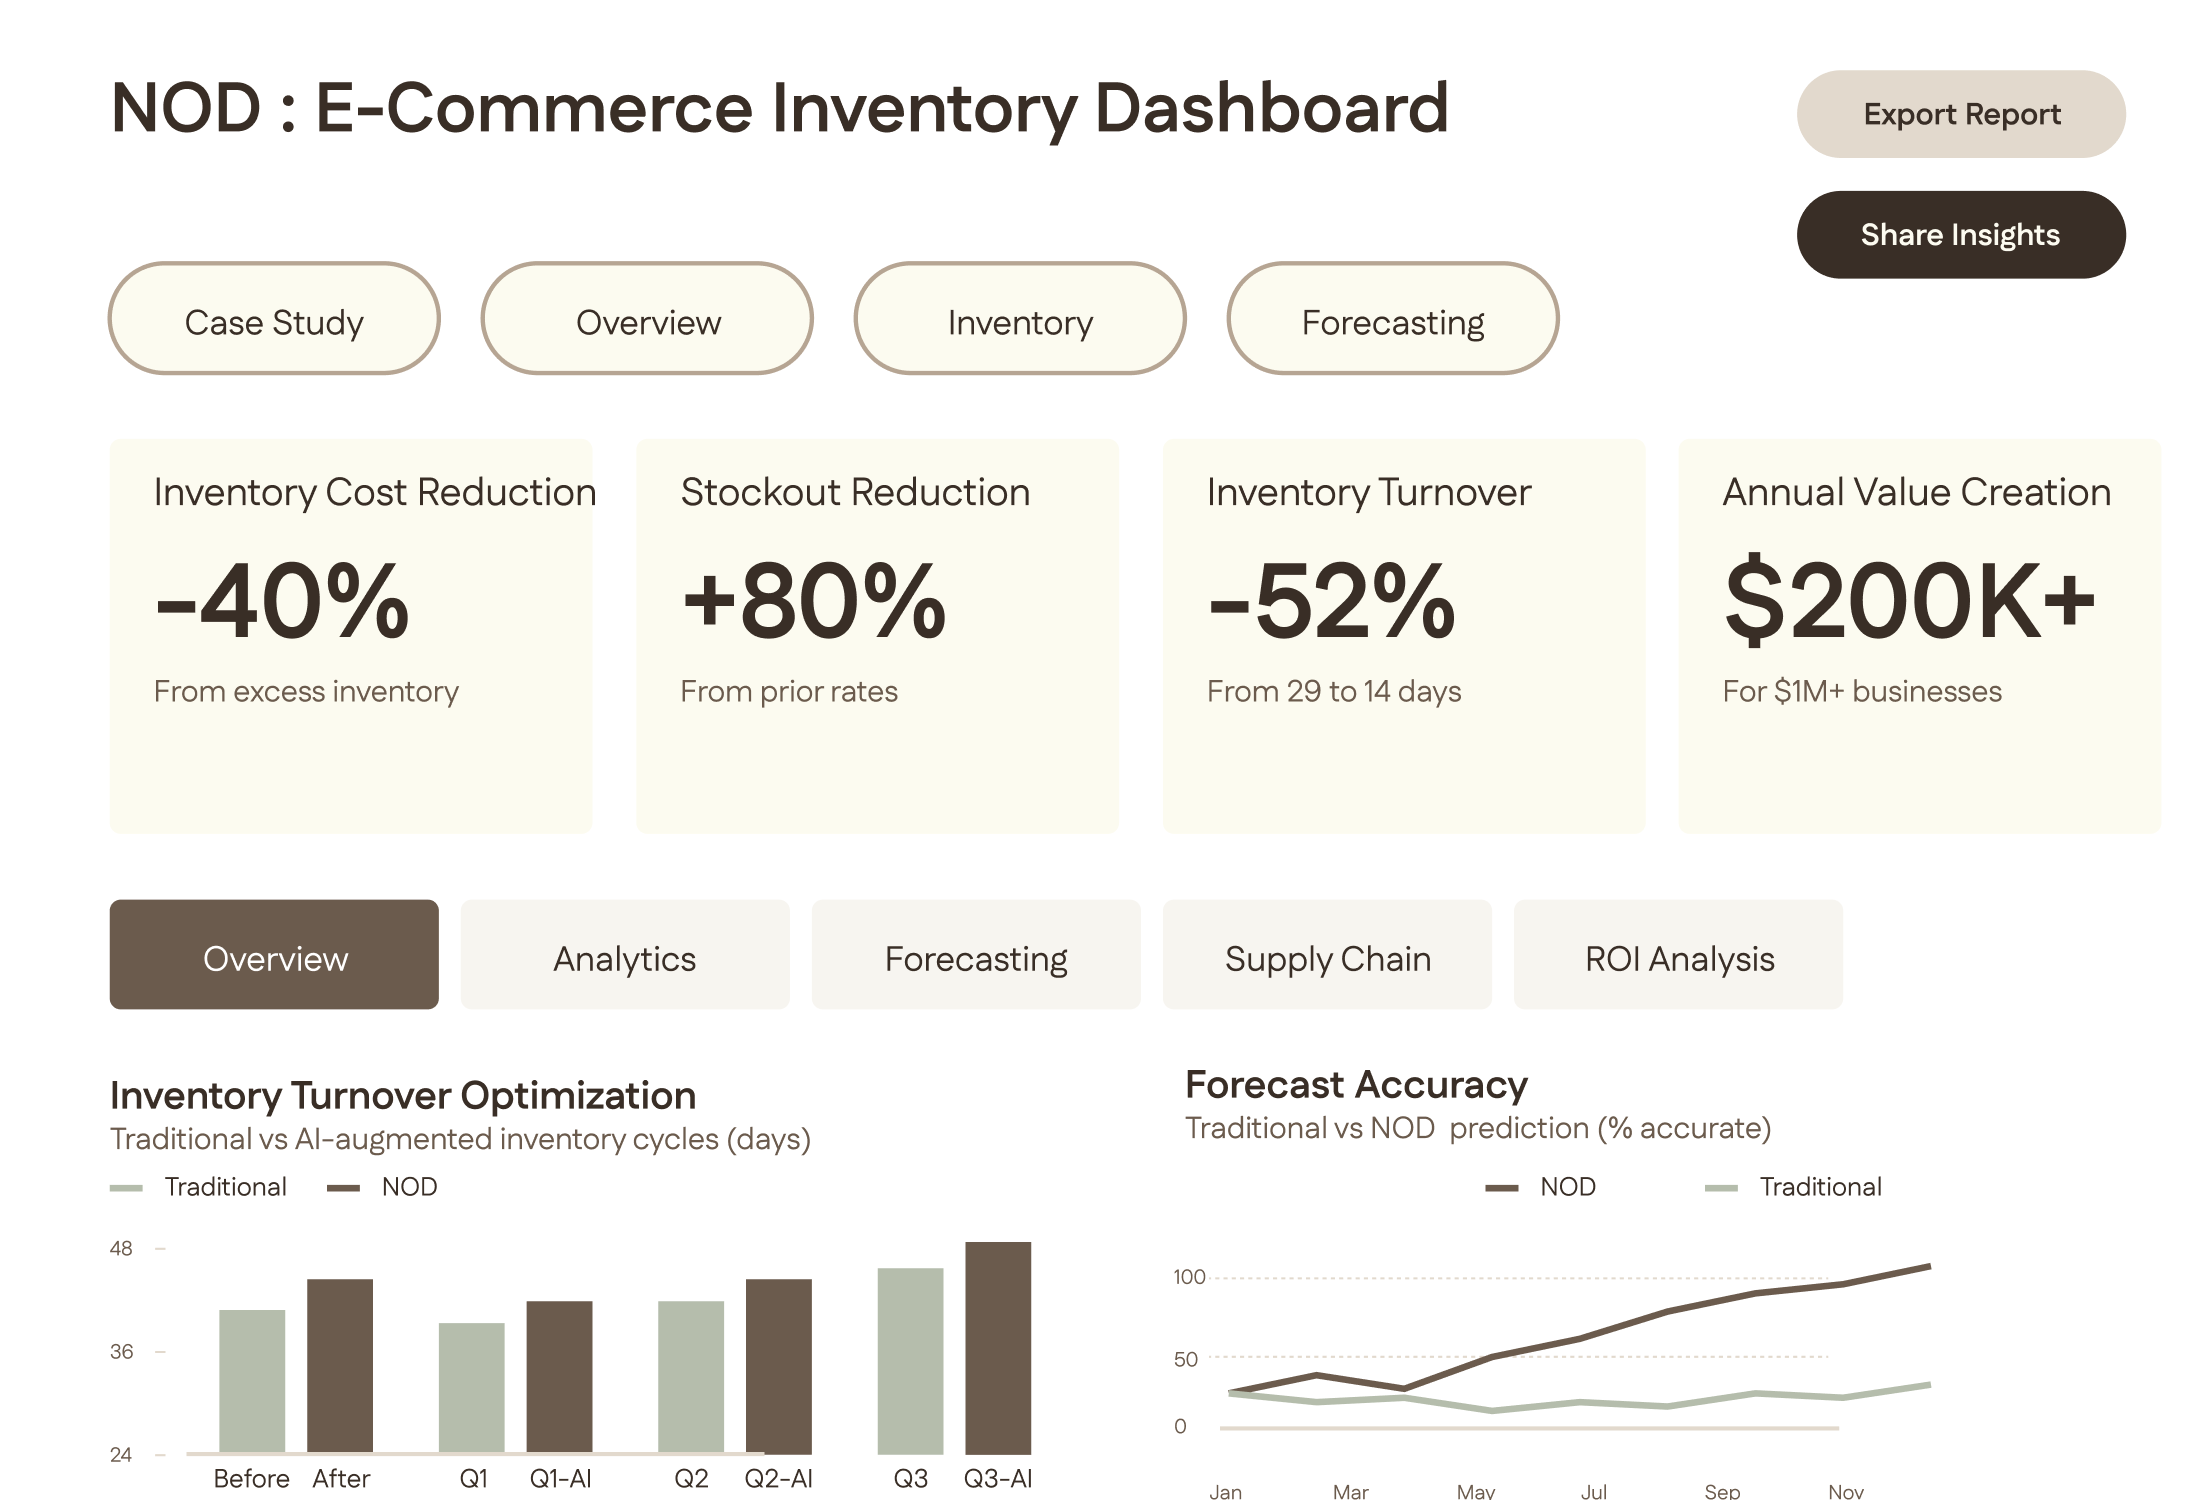 NOD : E-Commerce Inventory Dashboard
Export Report
Share Insights
Case Study
Overview
Inventory
Forecasting
Inventory Cost Reduction
-40%
From excess inventory
Stockout Reduction
+80%
From prior rates
Inventory Turnover
-52%
From 29 to 14 days
Annual Value Creation
$200K+
For $1M+ businesses
Overview
Analytics
Forecasting
Supply Chain
ROI Analysis
Inventory Turnover Optimization
Traditional vs AI-augmented inventory cycles (days)
Traditional
NOD
48
36
24
Before
After
Q1
Q1-AI
Q2
Q2-AI
Q3
Q3-AI
Forecast Accuracy
Traditional vs NOD  prediction (% accurate)
NOD
Traditional
100
50
0
Jan
Mar
May
Jul
Sep
Nov